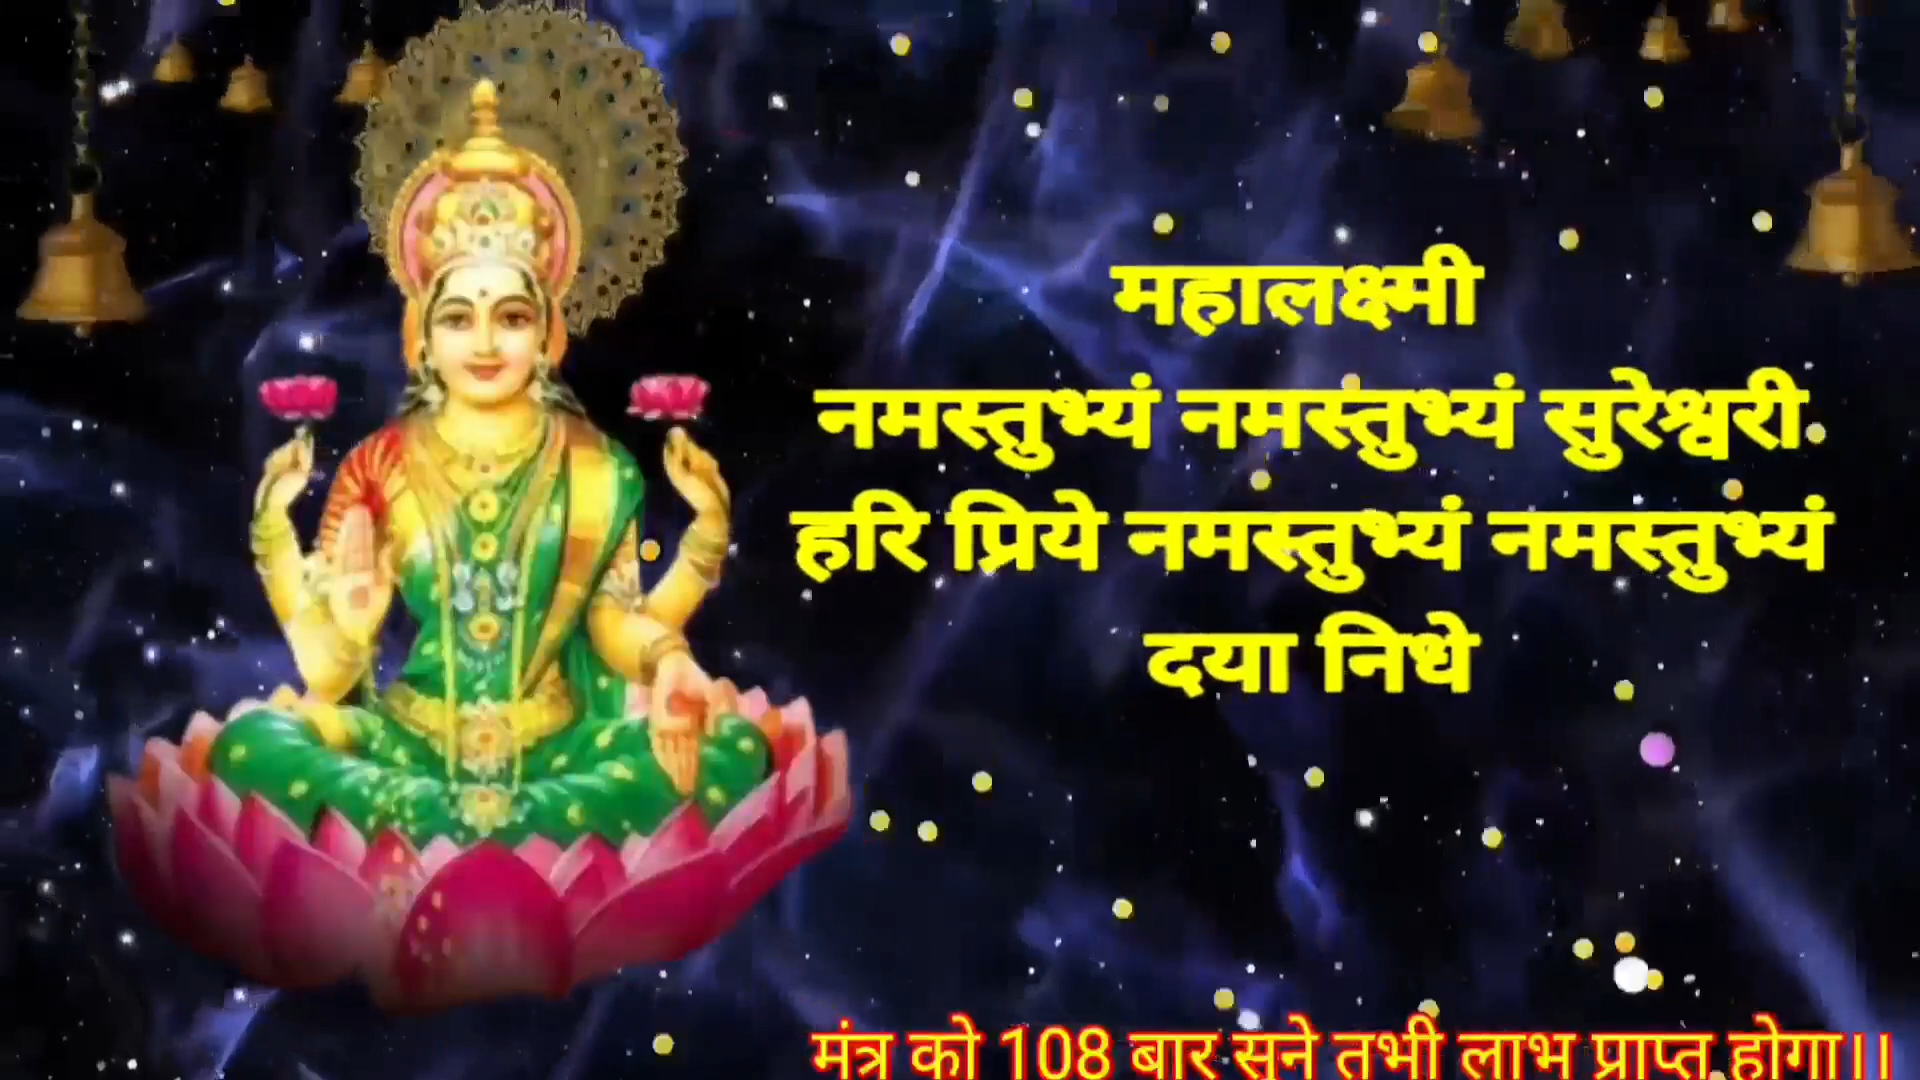 महालक्ष्मी
नमस्तुभ्यं नमस्तुभ्यं सुरेश्वरी
हरि प्रिये नमस्तुभ्यं नमस्तुभ्यं
दया निधे
मंत्र को 108 बार सुने तभी लाभ प्राप्त होगा।।